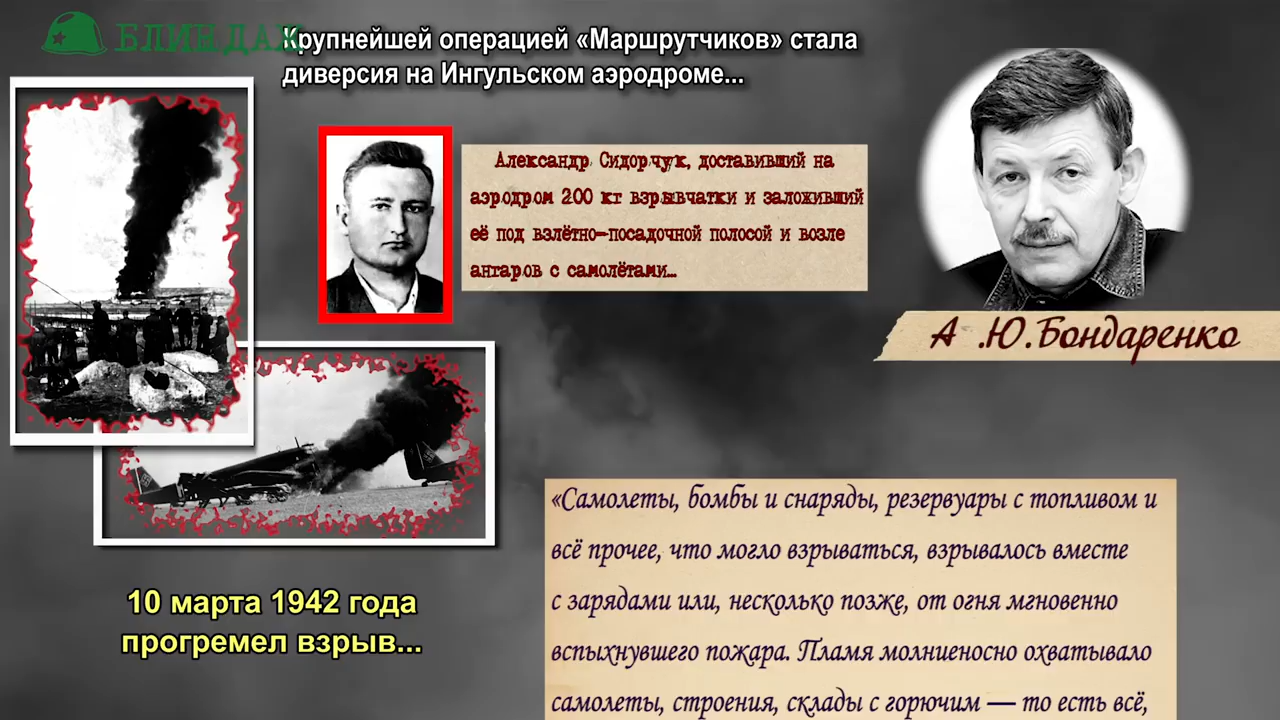 БЛИНДАЖ
Крупнейшей операцией «Маршрутчиков» стала
диверсия на Ингульском аэродроме...
Александр Сидорчук, доставивший на
аэродром 200 кг взрывчатки и заложивший
её под взлётно-посадочной полосой и возле
ангаров с самолётами...
А .Ю.Бондаренко
10 марта 1942 года
прогремел взрыв...
«Самолеты, бомбы и снаряды, резервуары с топливом и
всё прочее, что могло взрываться, взрывалось вместе
с зарядами или, несколько позже, от огня мгновенно
вспыхнувшего пожара. Пламя молниеносно охватывало
самолеты, строения, склады с горючим — то есть всё,